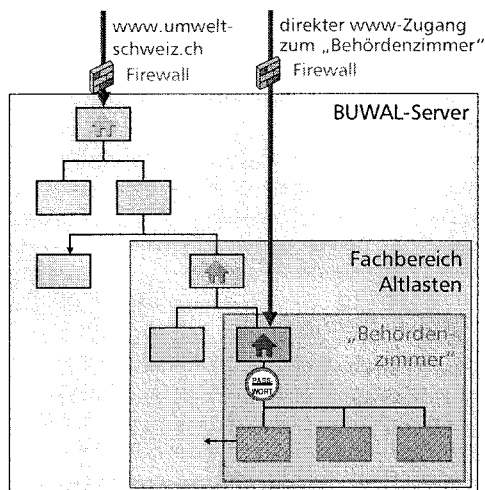 www.umwelt-
schweiz.ch
Firewall
direkter www-Zugang
zum „Behördenzimmer“
Firewall
BUWAL-Server
Fachbereich
Altlasten
„Behörden-
zimmer“
PASS-
WORT